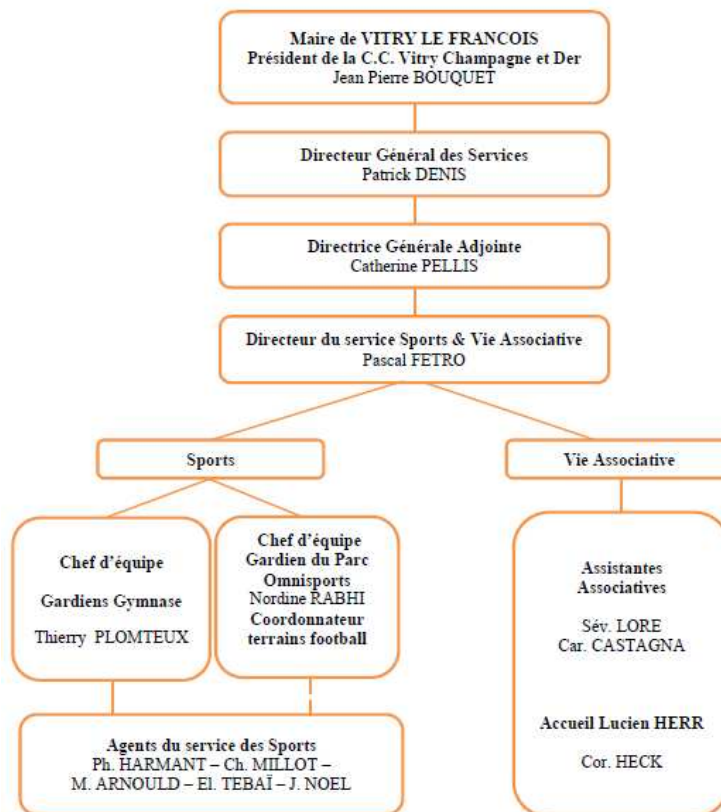 Maire de VITRY LE FRANCOIS
Président de la C.C. Vitry Champagne et Der
Jean Pierre BOUQUET
Directeur Général des Services
Patrick DENIS
Directrice Générale Adjointe
Catherine PELLIS
Directeur du service Sports & Vie Associative
Pascal FETRO
Sports
Vie Associative
Chef d'équipe
Gardiens Gymnase
Thierry PLOMTEUX
Chef d'équipe
Gardien du Parc
Omnisports
Nordine RABHI
Coordonnateur
terrains football
Assistantes
Associatives
Sév. LORE
Car. CASTAGNA
Accueil Lucien HERR
Cor. HECK
Agents du service des Sports
Ph. HARMANT – Ch. MILLOT –
M. ARNOULD – El. TEBAÏ – J. NOEL